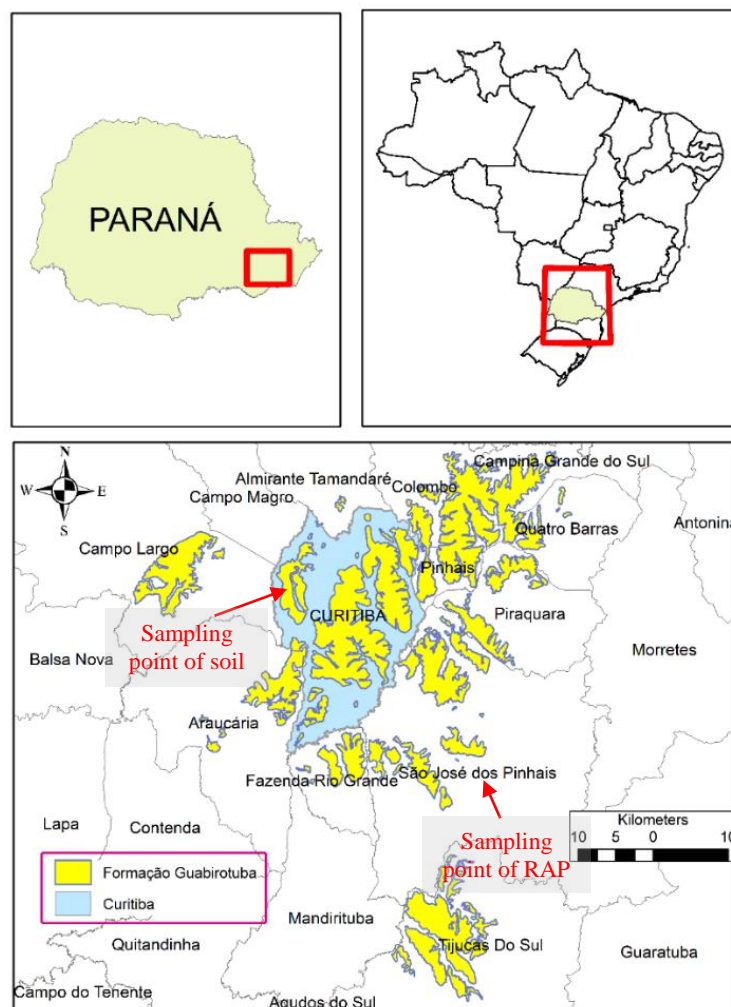 PARANÁ
N
W
E
S
Almirante Tamandaré
Campo Magro
Colombo
Campina Grande do Sul
Quatro Barras
Antonina
Campo Largo
Pinhais
CURITIBA
Piraquara
Sampling
point of soil
Balsa Nova
Morretes
Araucária
Fazenda Rio Grande
São José dos Pinhais
Kilometers
10 5 0 10
Lapa
Contenda
Sampling
point of RAP
Formação Guabirotuba
Curitiba
Mandirituba
Quitandinha
Tijucas Do Sul
Guaratuba
Campo do Tenente
Agudos do Sul